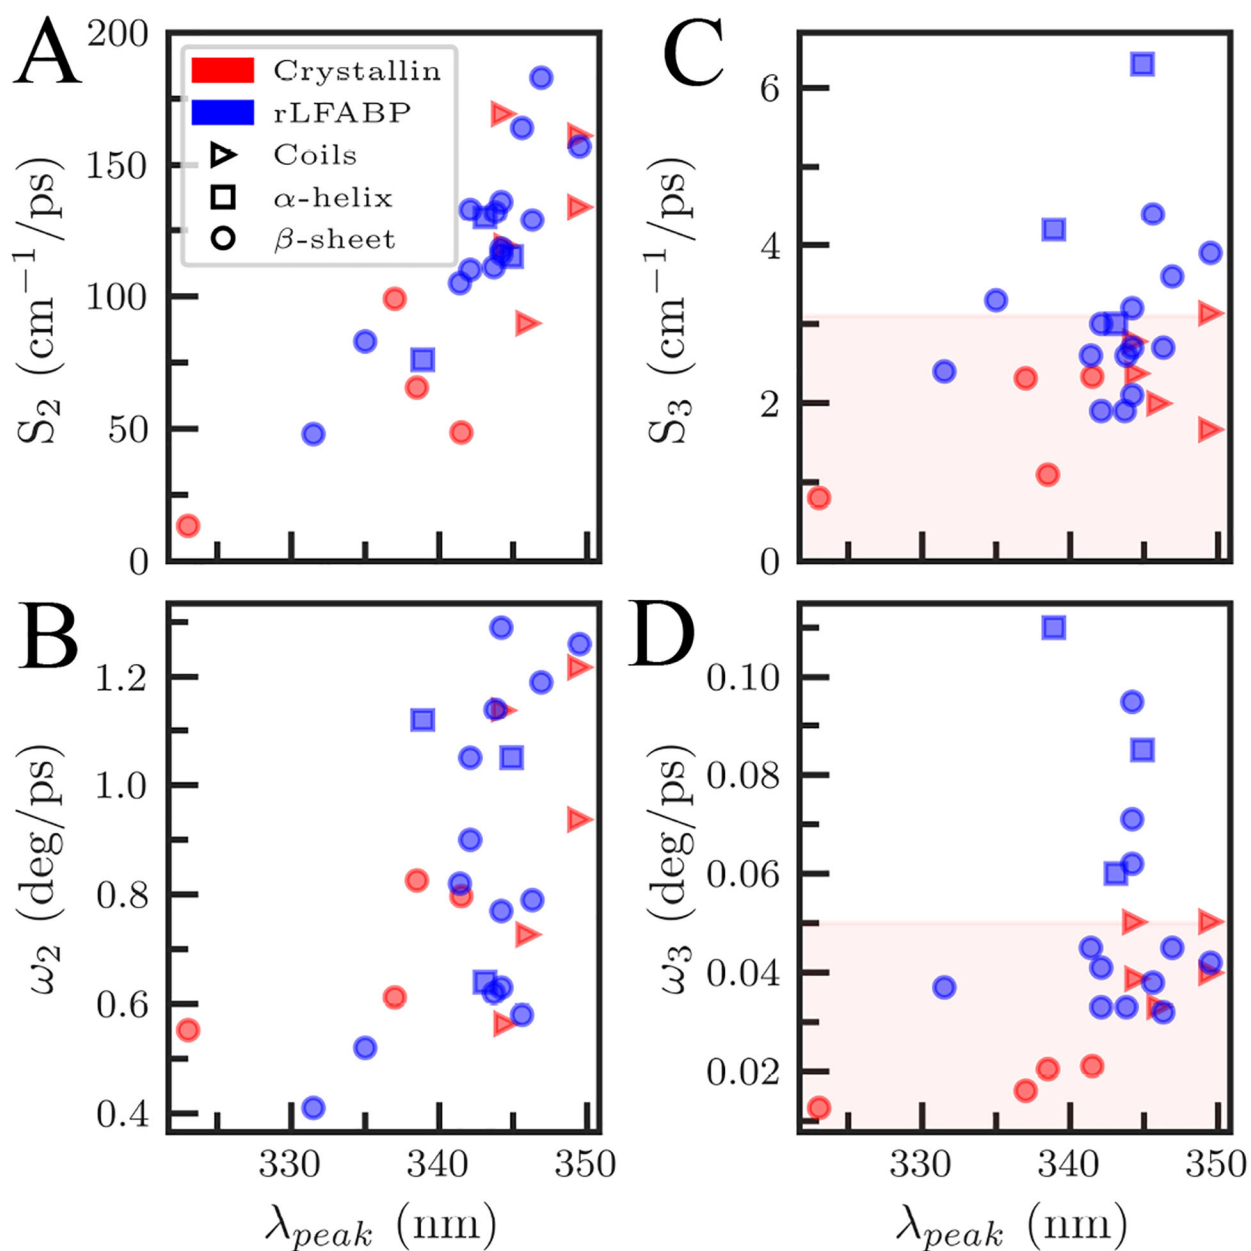 A
200
150
100
50
0
S₂ (cm⁻¹/ps)
Crystallin
rLFABP
Coils
α-helix
β-sheet
C
6
4
2
0
S₃ (cm⁻¹/ps)
B
1.2
1.0
0.8
0.6
0.4
ω₂ (deg/ps)
330 340 350
λpeak (nm)
D
0.10
0.08
0.06
0.04
0.02
ω₃ (deg/ps)
330 340 350
λpeak (nm)